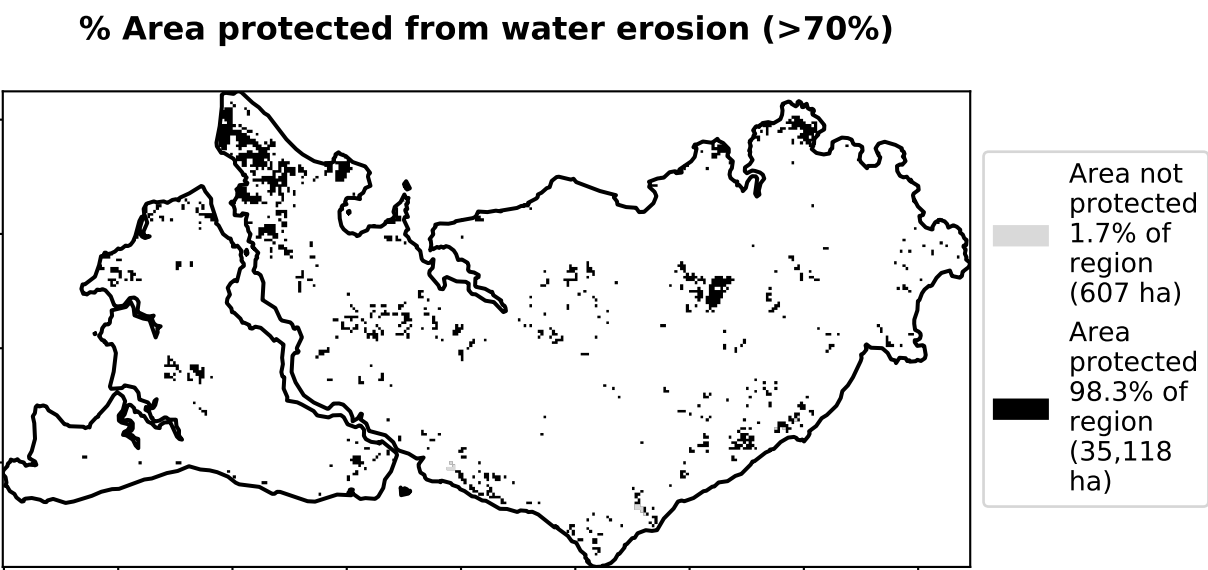 % Area protected from water erosion (>70%)
Area not
protected
1.7% of
region
(607 ha)
Area
protected
98.3% of
region
(35,118
ha)